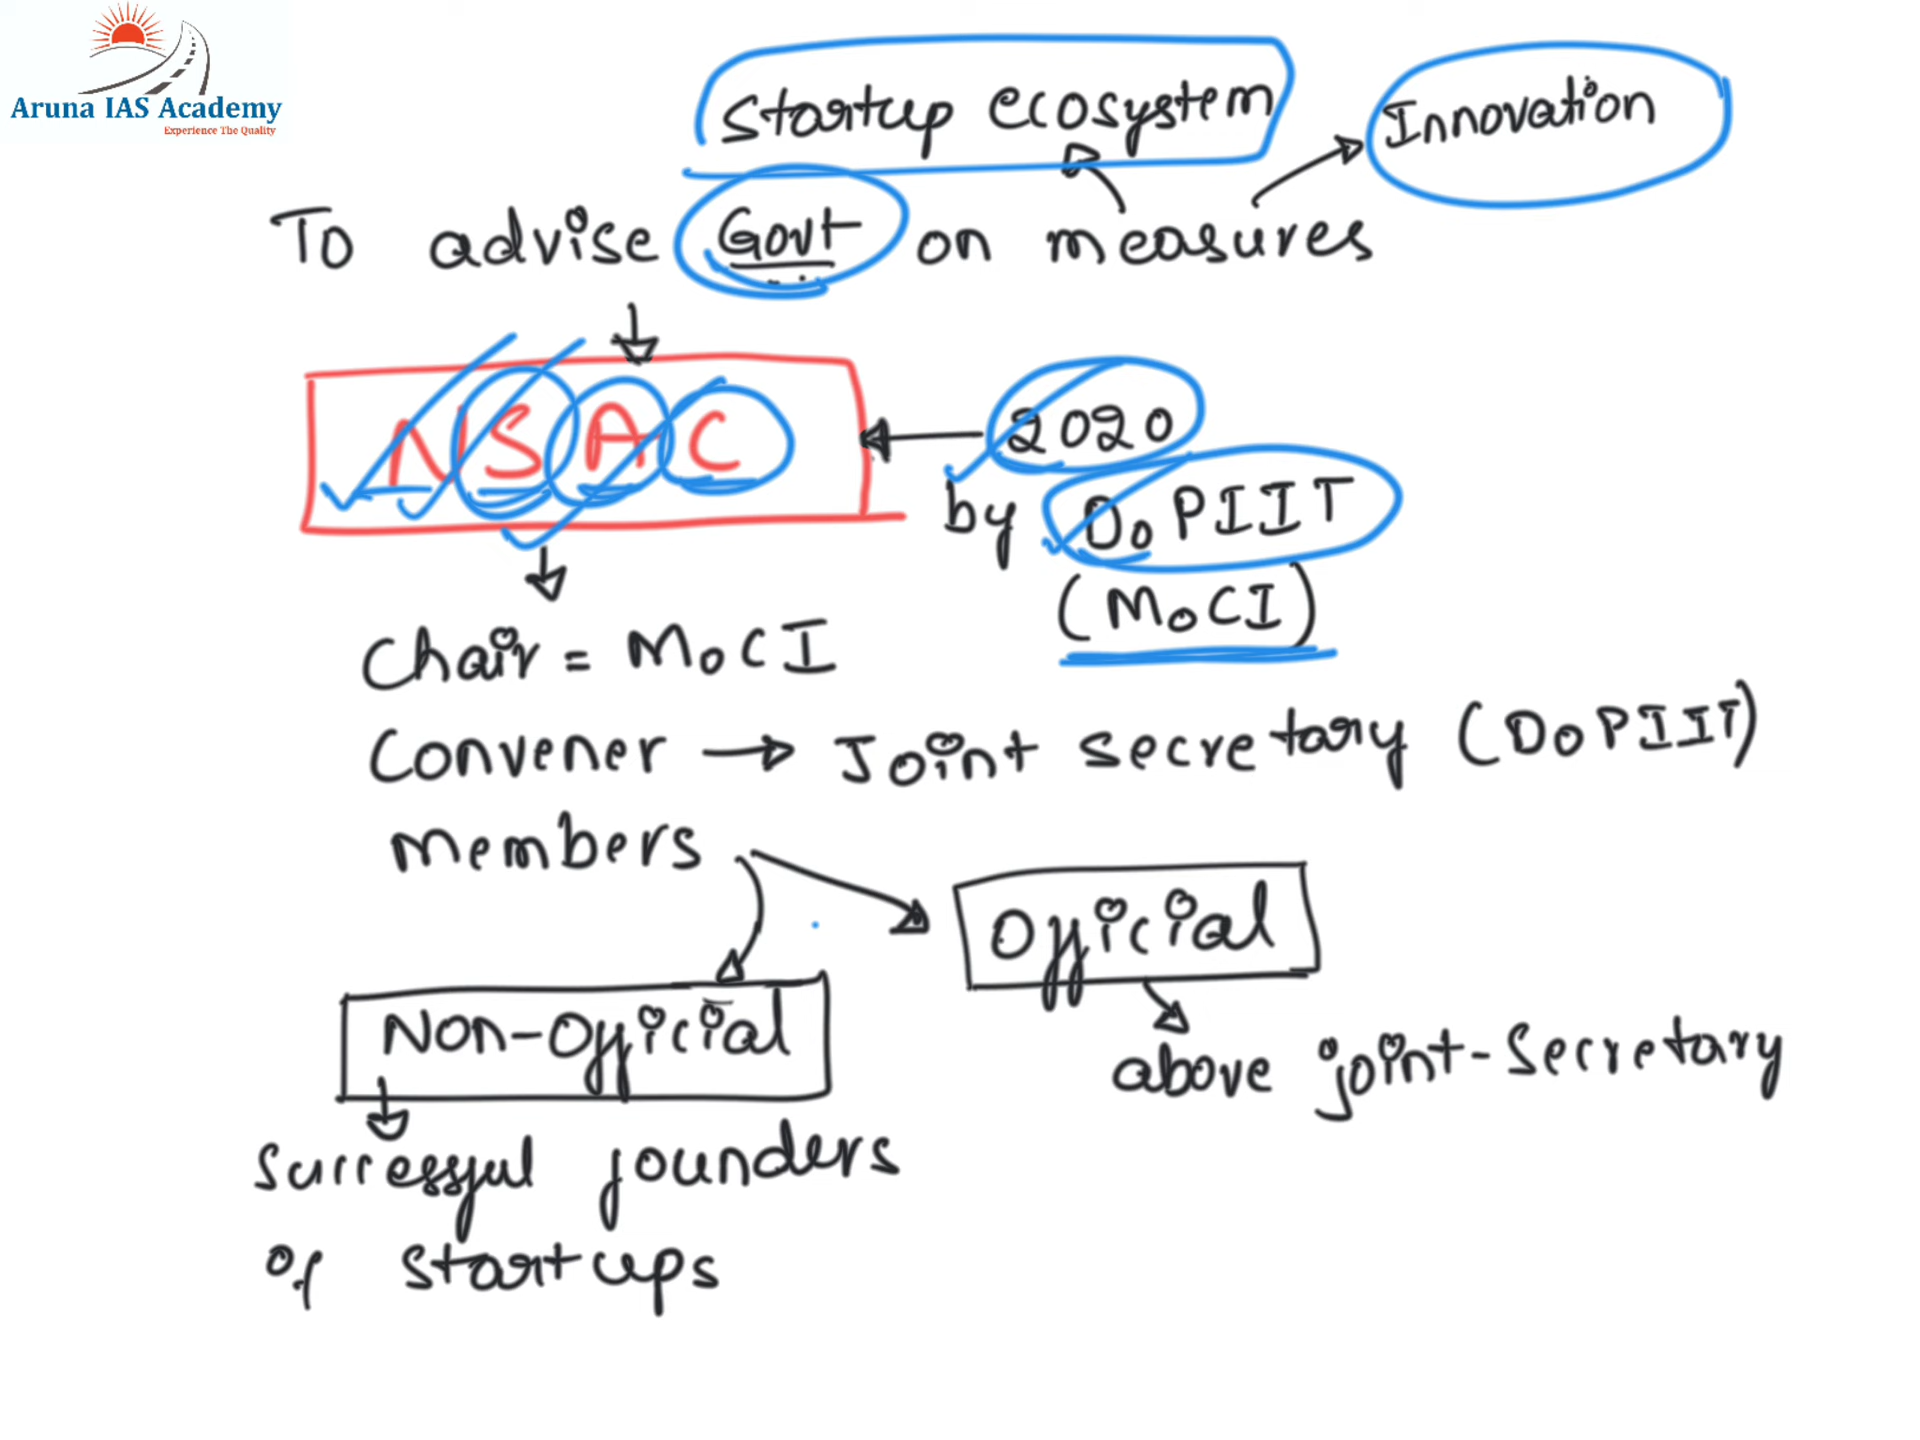 Aruna IAS Academy
Experience The Quality
Startup ecosystem
Innovation
To advise Govt on measures
NSAC
2020
by DoPIIT
(MoCI)
Chair = MoCI
Convener → Joint secretary (DoPIIT)
Members
Official
Non-Official
above joint-Secretary
Successful founders
of startups